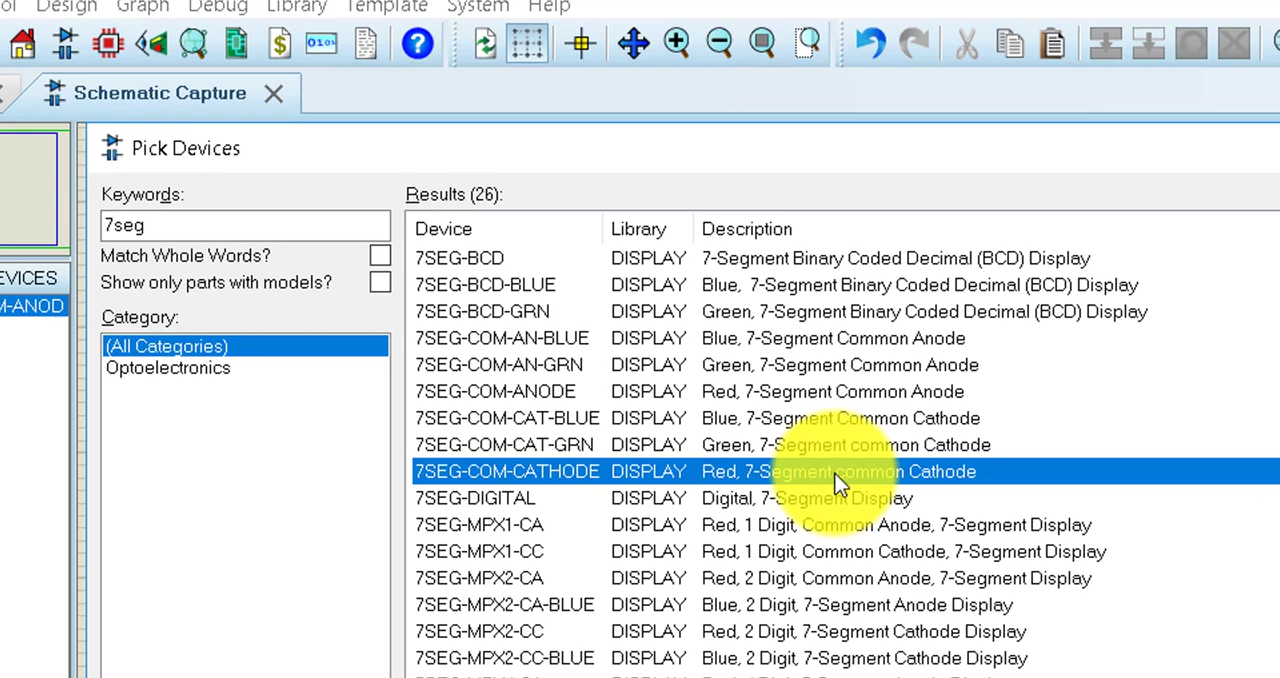 Design Graph Debug Library Template System Help
$ 0101 ?
Schematic Capture
Pick Devices
Keywords:
7seg
Match Whole Words?
Show only parts with models?
Category:
(All Categories)
Optoelectronics
EVICES
M-ANOD
Results (26):
Device Library Description
7SEG-BCD DISPLAY 7-Segment Binary Coded Decimal (BCD) Display
7SEG-BCD-BLUE DISPLAY Blue, 7-Segment Binary Coded Decimal (BCD) Display
7SEG-BCD-GRN DISPLAY Green, 7-Segment Binary Coded Decimal (BCD) Display
7SEG-COM-AN-BLUE DISPLAY Blue, 7-Segment Common Anode
7SEG-COM-AN-GRN DISPLAY Green, 7-Segment Common Anode
7SEG-COM-ANODE DISPLAY Red, 7-Segment Common Anode
7SEG-COM-CAT-BLUE DISPLAY Blue, 7-Segment Common Cathode
7SEG-COM-CAT-GRN DISPLAY Green, 7-Segment common Cathode
7SEG-COM-CATHODE DISPLAY Red, 7-Segment common Cathode
7SEG-DIGITAL DISPLAY Digital, 7-Segment Display
7SEG-MPX1-CA DISPLAY Red, 1 Digit, Common Anode, 7-Segment Display
7SEG-MPX1-CC DISPLAY Red, 1 Digit, Common Cathode, 7-Segment Display
7SEG-MPX2-CA DISPLAY Red, 2 Digit, Common Anode, 7-Segment Display
7SEG-MPX2-CA-BLUE DISPLAY Blue, 2 Digit, 7-Segment Anode Display
7SEG-MPX2-CC DISPLAY Red, 2 Digit, 7-Segment Cathode Display
7SEG-MPX2-CC-BLUE DISPLAY Blue, 2 Digit, 7-Segment Cathode Display